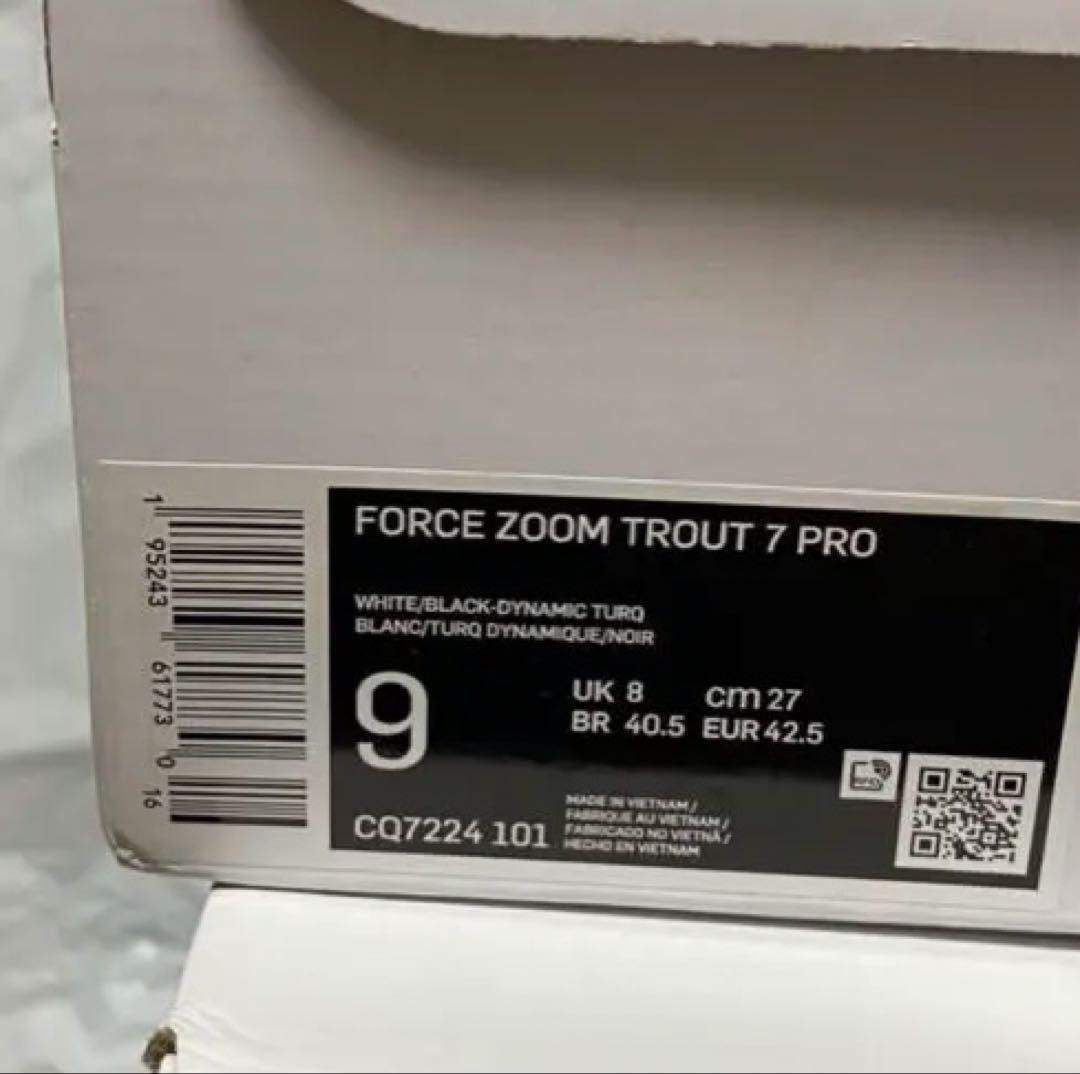 FORCE ZOOM TROUT 7 PRO
WHITE/BLACK-DYNAMIC TURQ
BLANC/TURQ DYNAMIQUE/NOIR
9
UK 8 cm 27
BR 40.5 EUR 42.5
CQ7224 101
MADE IN VIETNAM /
FABRIQUE AU VIETNAM /
FABRICADO NO VIETNÃ /
HECHO EN VIETNAM
1 95243 61773 0 16